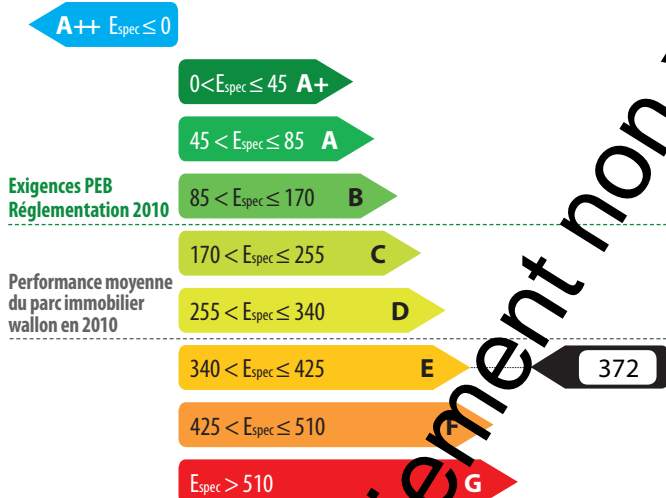 A++ Espec ≤ 0
0<Espec ≤ 45 A+
45 < Espec ≤ 85 A
Exigences PEB
Réglementation 2010
85 < Espec ≤ 170 B
170 < Espec ≤ 255 C
Performance moyenne
du parc immobilier
wallon en 2010
255 < Espec ≤ 340 D
340 < Espec ≤ 425 E
372
425 < Espec ≤ 510 F
Espec > 510 G
ement non